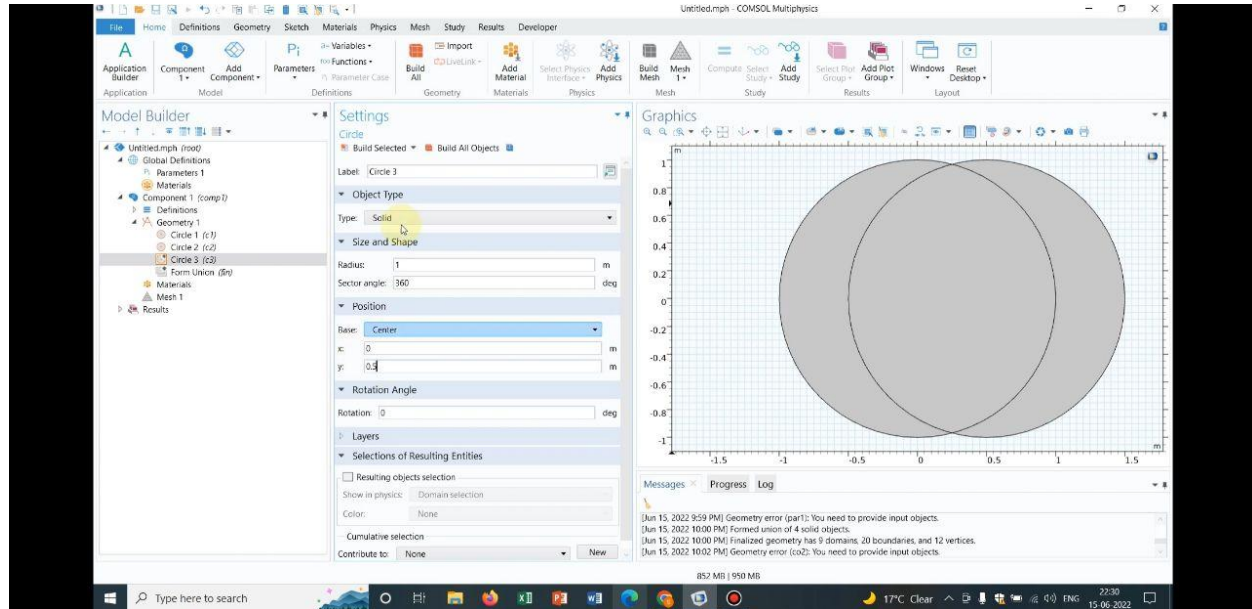 Untitled.mph - COMSOL Multiphysics
File Home Definitions Geometry Sketch Materials Physics Mesh Study Results Developer
Application Builder
Component 1
Add Component
Parameters
Variables
Functions
Parameter Case
Build All
Import
LiveLink
Add Material
Select Physics Interface
Add Physics
Build Mesh
Mesh 1
Compute
Select Study
Add Study
Select Plot Group
Add Plot Group
Windows
Reset Desktop
Application Model Definitions Geometry Materials Physics Mesh Study Results Layout
Model Builder
Untitled.mph (root)
Global Definitions
Parameters 1
Materials
Component 1 (comp1)
Definitions
Geometry 1
Circle 1 (c1)
Circle 2 (c2)
Circle 3 (c3)
Form Union (fin)
Materials
Mesh 1
Results
Settings
Circle
Build Selected Build All Objects
Label: Circle 3
Object Type
Type: Solid
Size and Shape
Radius: 1 m
Sector angle: 360 deg
Position
Base: Center
x: 0 m
y: 0.5 m
Rotation Angle
Rotation: 0 deg
Layers
Selections of Resulting Entities
Resulting objects selection
Show in physics: Domain selection
Color: None
Cumulative selection
Contribute to: None New
Graphics
m
1
0.8
0.6
0.4
0.2
0
-0.2
-0.4
-0.6
-0.8
-1
-1.5 -1 -0.5 0 0.5 1 1.5
m
Messages Progress Log
[Jun 15, 2022 9:59 PM] Geometry error (par1): You need to provide input objects.
[Jun 15, 2022 10:00 PM] Formed union of 4 solid objects.
[Jun 15, 2022 10:00 PM] Finalized geometry has 9 domains, 20 boundaries, and 12 vertices.
[Jun 15, 2022 10:02 PM] Geometry error (co2): You need to provide input objects.
852 MB | 950 MB
Type here to search
17°C Clear
ENG
22:30
15-06-2022